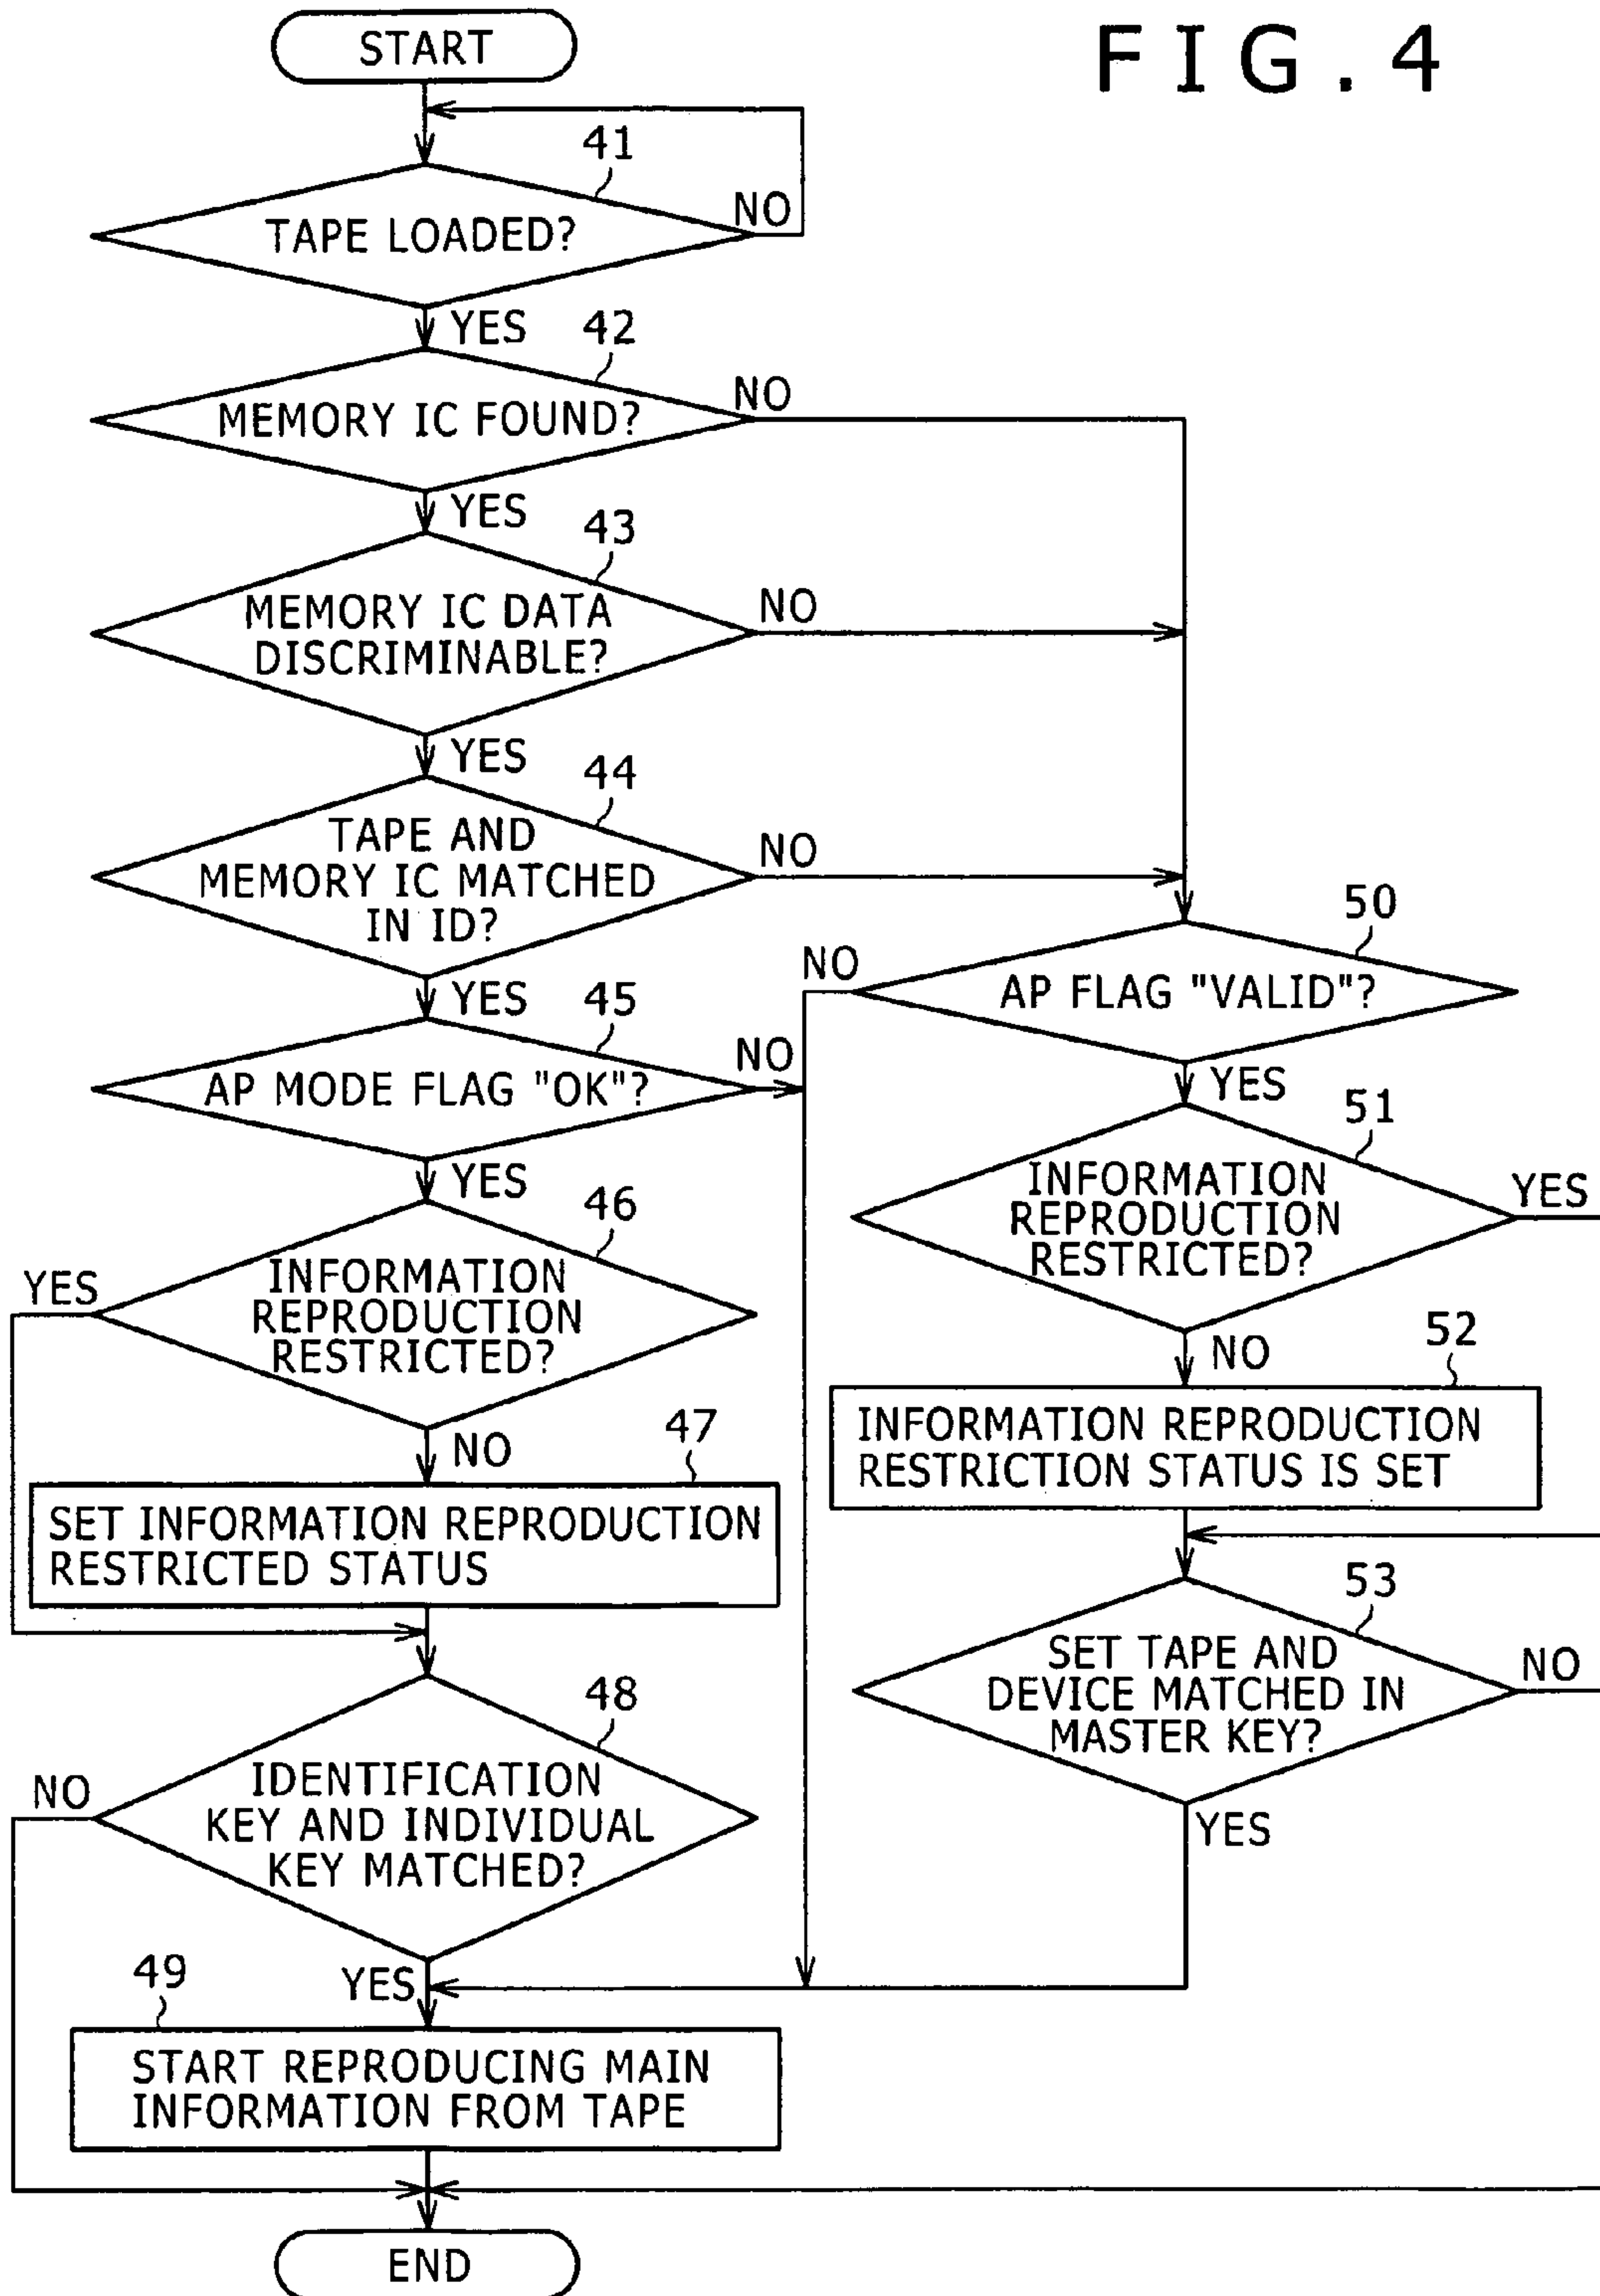 FIG.4
START
41
TAPE LOADED?
NO
YES
42
MEMORY IC FOUND?
NO
YES
43
MEMORY IC DATA
DISCRIMINABLE?
NO
YES
44
TAPE AND
MEMORY IC MATCHED
IN ID?
NO
YES
45
AP MODE FLAG "OK"?
NO
YES
46
INFORMATION
REPRODUCTION
RESTRICTED?
YES
NO
47
SET INFORMATION REPRODUCTION
RESTRICTED STATUS
48
IDENTIFICATION
KEY AND INDIVIDUAL
KEY MATCHED?
NO
YES
49
START REPRODUCING MAIN
INFORMATION FROM TAPE
END
50
AP FLAG "VALID"?
NO
YES
51
INFORMATION
REPRODUCTION
RESTRICTED?
YES
NO
52
INFORMATION REPRODUCTION
RESTRICTION STATUS IS SET
53
SET TAPE AND
DEVICE MATCHED IN
MASTER KEY?
NO
YES